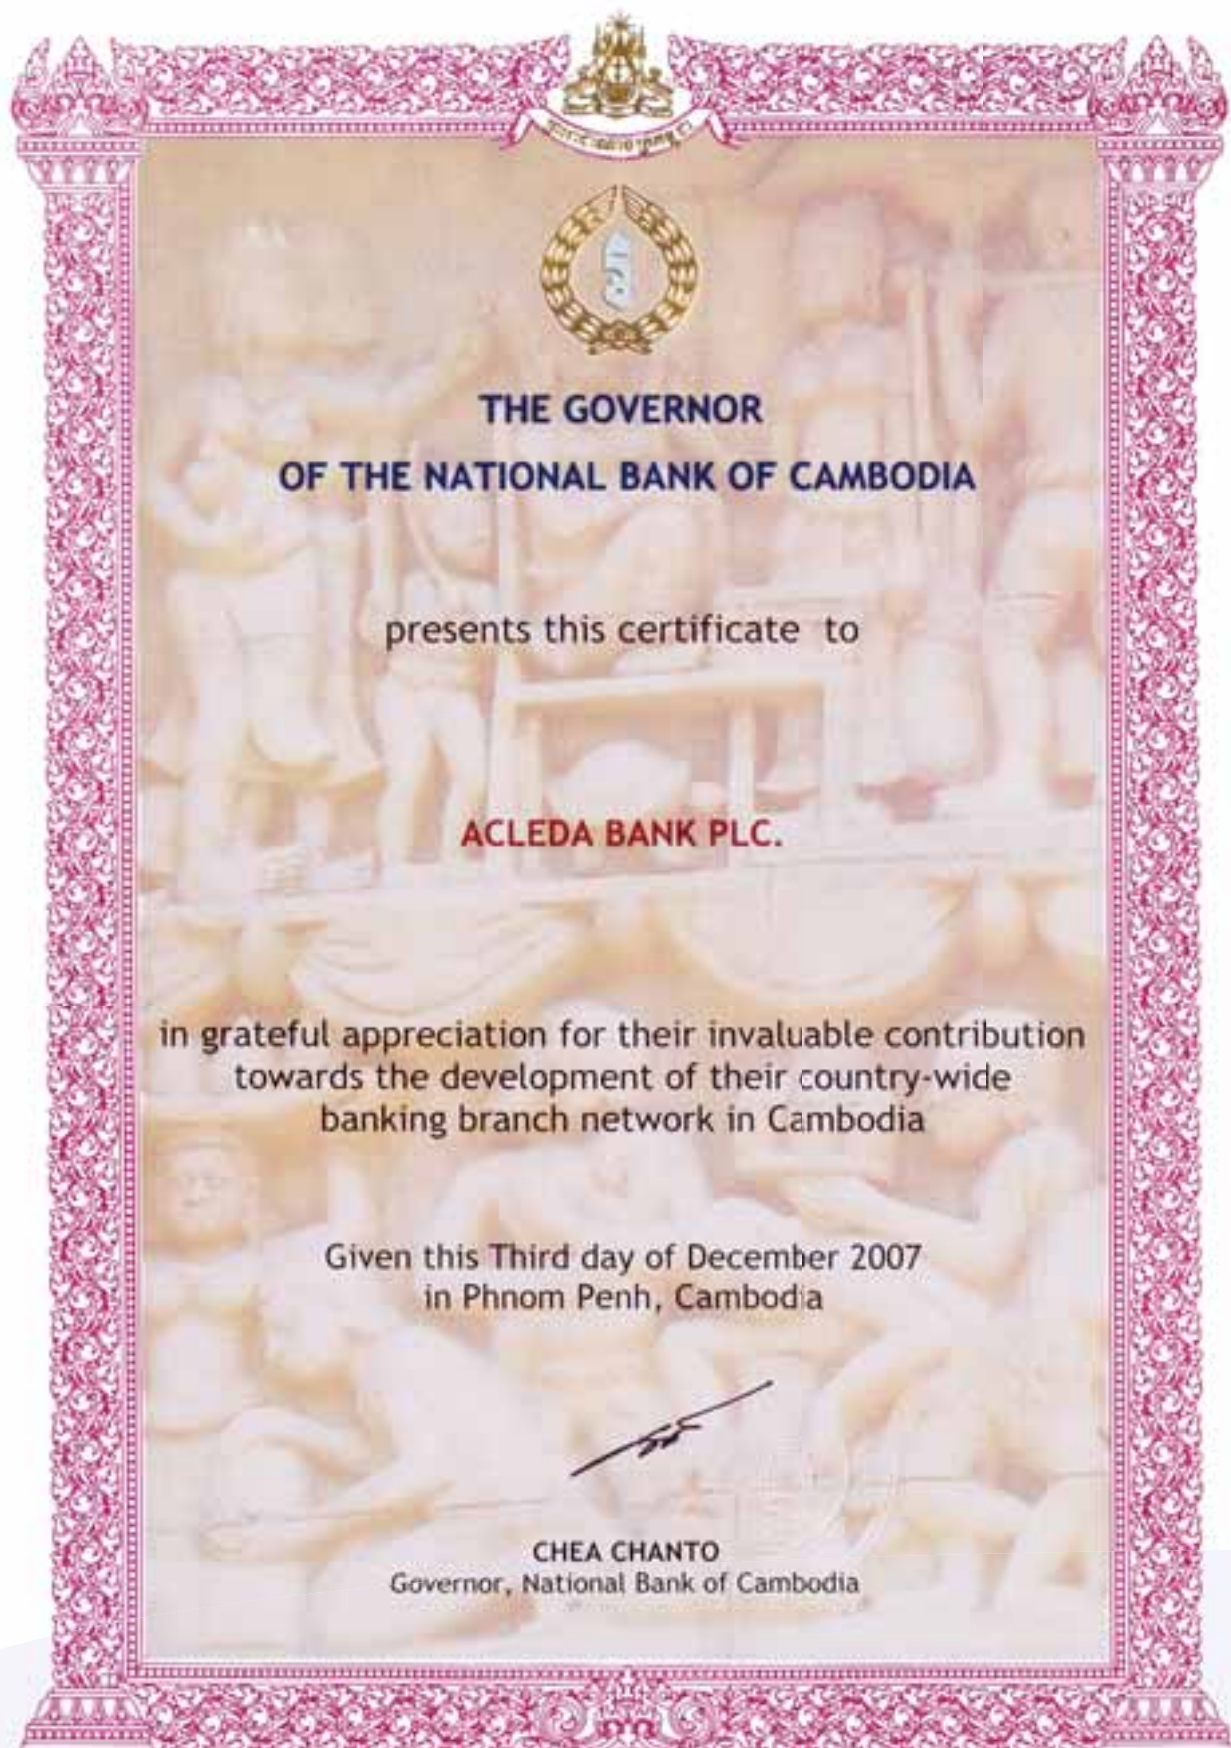 THE GOVERNOR
OF THE NATIONAL BANK OF CAMBODIA
presents this certificate to
ACLEDA BANK PLC.
in grateful appreciation for their invaluable contribution
towards the development of their country-wide
banking branch network in Cambodia
Given this Third day of December 2007
in Phnom Penh, Cambodia
CHEA CHANTO
Governor, National Bank of Cambodia